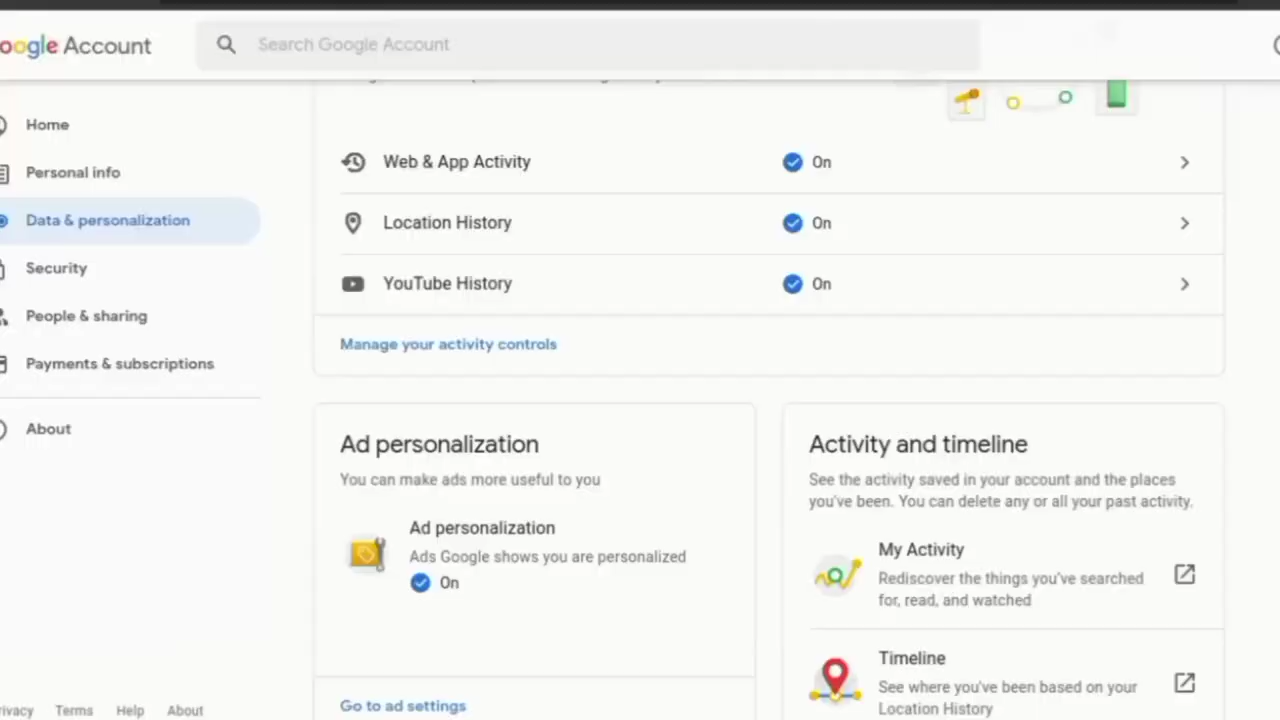 oogle Account
Search Google Account
Home
Personal info
Data & personalization
Security
People & sharing
Payments & subscriptions
About
Web & App Activity On
Location History On
YouTube History On
Manage your activity controls
Ad personalization
You can make ads more useful to you
Ad personalization
Ads Google shows you are personalized
On
Go to ad settings
Activity and timeline
See the activity saved in your account and the places
you've been. You can delete any or all your past activity.
My Activity
Rediscover the things you've searched
for, read, and watched
Timeline
See where you've been based on your
Location History
rivacy Terms Help About